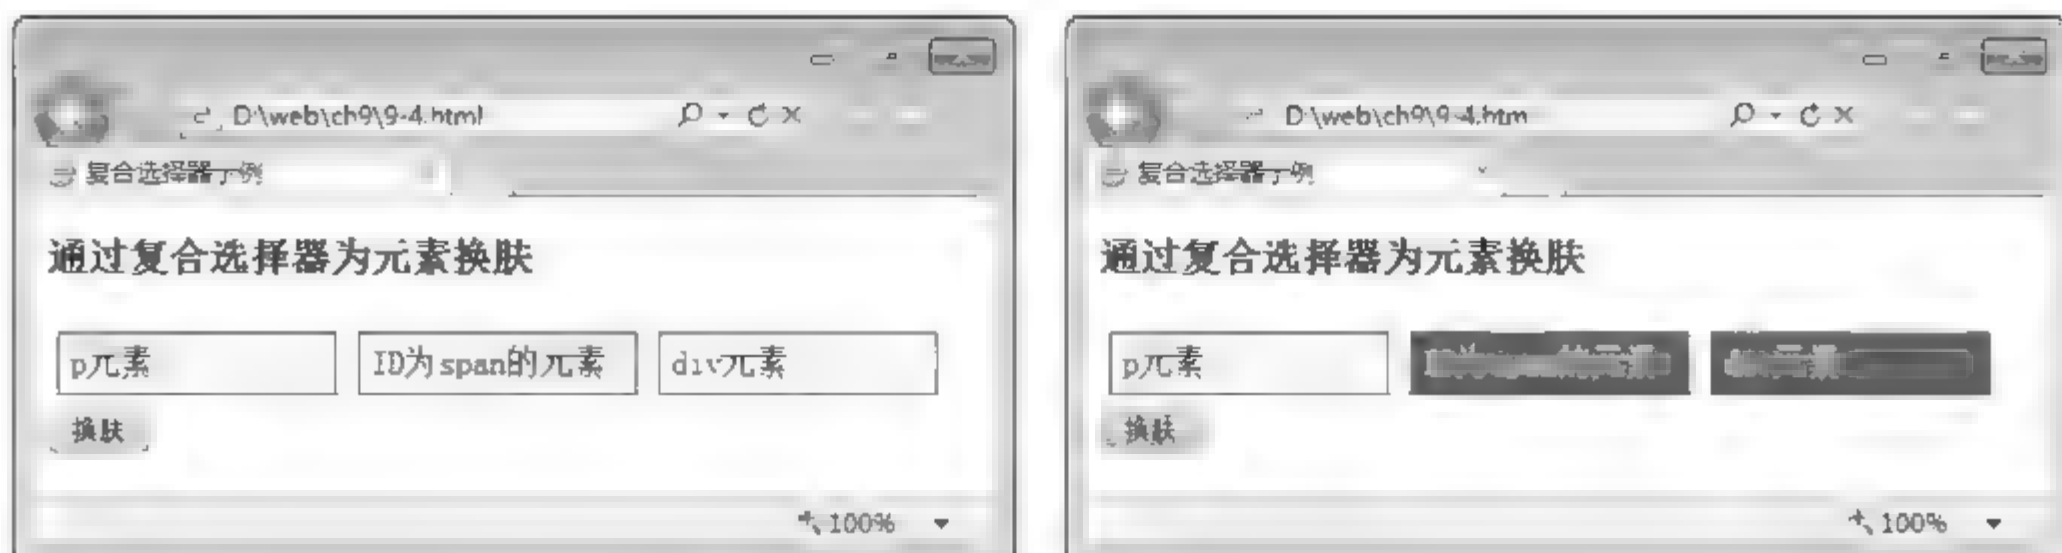 D:\web\ch9\9-4.html
复合选择器示例
通过复合选择器为元素换肤
p元素
ID为span的元素
div元素
换肤
100%
D:\web\ch9\9-4.htm
复合选择器示例
通过复合选择器为元素换肤
p元素
换肤
100%